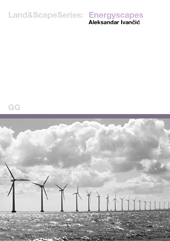 Land&ScapeSeries: Energyscapes
Aleksandar Ivančić
GG